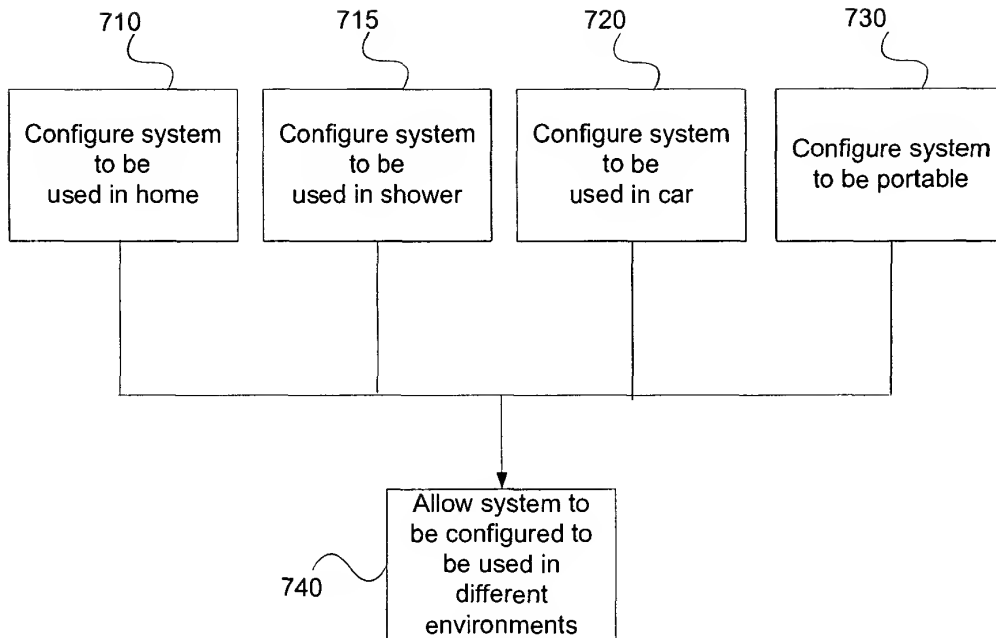 710
715
720
730
Configure system
to be
used in home
Configure system
to be
used in shower
Configure system
to be
used in car
Configure system
to be portable
Allow system to
be configured to
be used in
different
environments
740